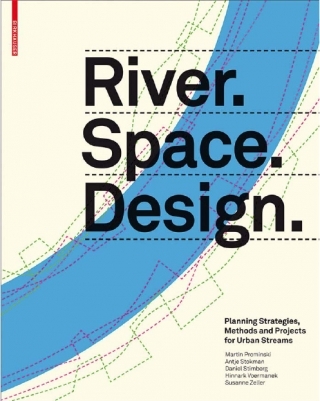 BIRKHÄUSER
River.
Space.
Design.
Planning Strategies,
Methods and Projects
for Urban Streams
Martin Prominski
Antje Stokman
Daniel Stimberg
Hinnerk Voermanek
Susanne Zeller